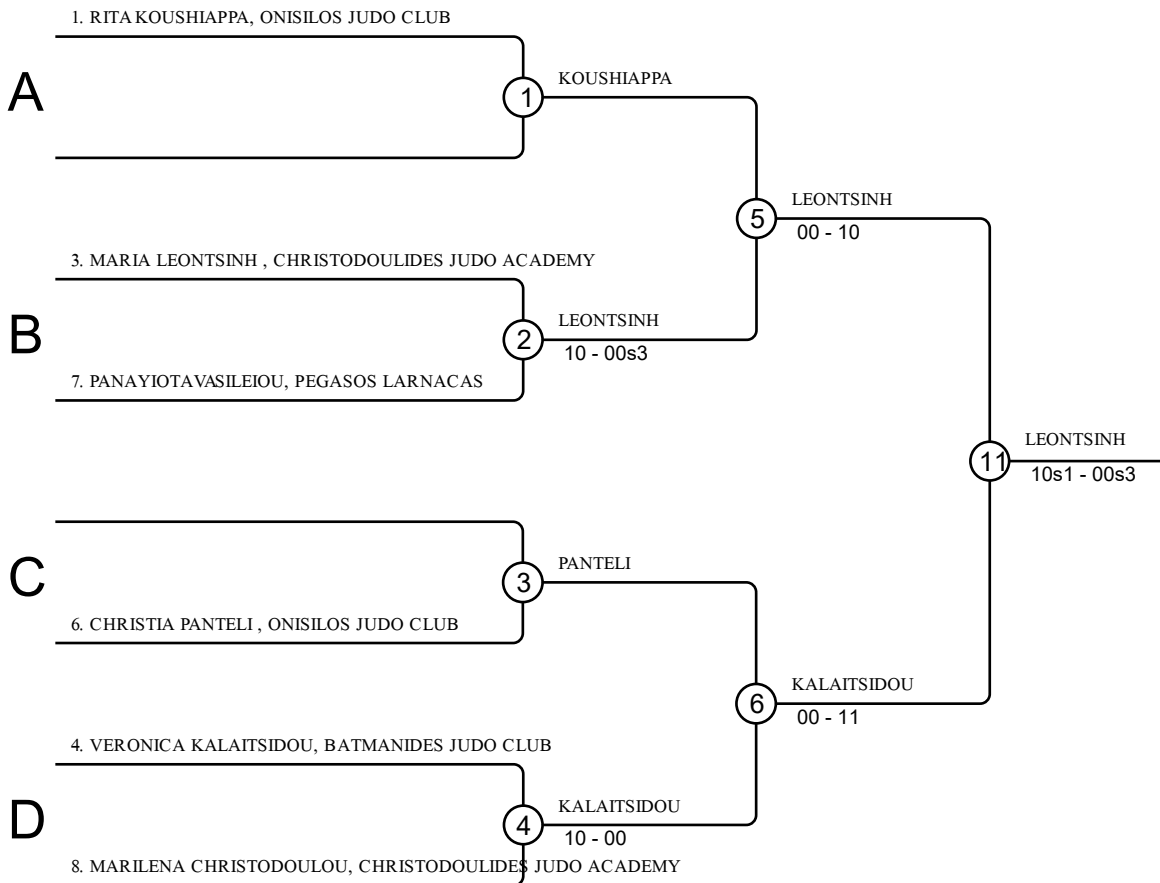 1. RITA KOUSHIAPPA, ONISILOS JUDO CLUB
A
1
KOUSHIAPPA
5
LEONTSINH
00 - 10
3. MARIA LEONTSINH , CHRISTODOULIDES JUDO ACADEMY
B
2
LEONTSINH
10 - 00s3
7. PANAYIOTA VASILEIOU, PEGASOS LARNACAS
11
LEONTSINH
10s1 - 00s3
C
3
PANTELI
6. CHRISTIA PANTELI , ONISILOS JUDO CLUB
6
KALAITSIDOU
00 - 11
4. VERONICA KALAITSIDOU, BATMANIDES JUDO CLUB
D
4
KALAITSIDOU
10 - 00
8. MARILENA CHRISTODOULOU, CHRISTODOULIDES JUDO ACADEMY